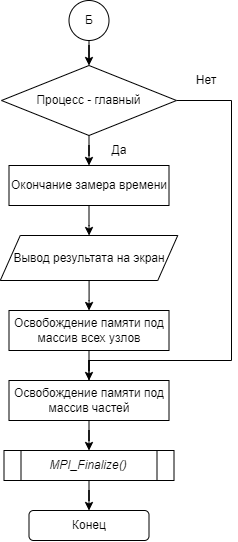 Б
Нет
Процесс - главный
Да
Окончание замера времени
Вывод результата на экран
Освобождение памяти под
массив всех узлов
Освобождение памяти под
массив частей
MPI_Finalize()
Конец